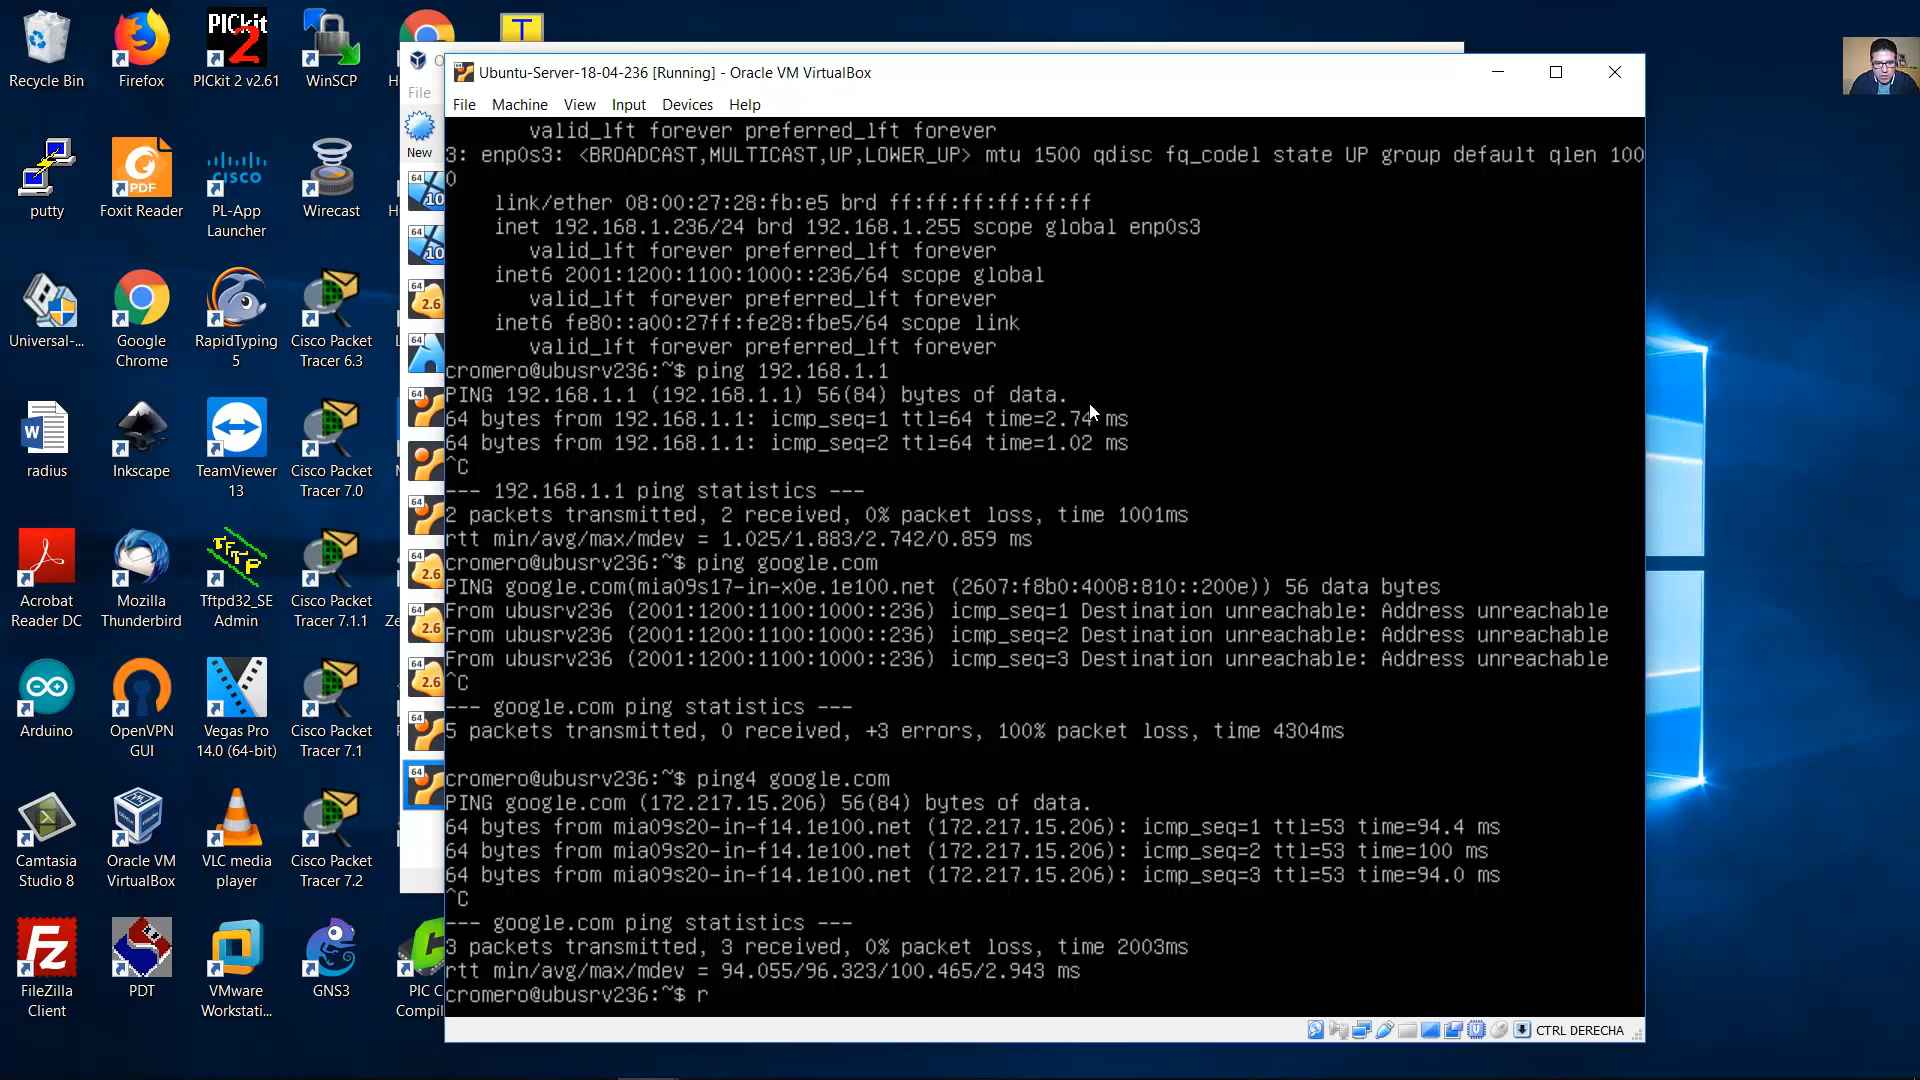 Recycle Bin
Firefox
PICkit 2 v2.61
WinSCP
putty
Foxit Reader
PL-App Launcher
Wirecast
Universal-...
Google Chrome
RapidTyping 5
Cisco Packet Tracer 6.3
radius
Inkscape
TeamViewer 13
Cisco Packet Tracer 7.0
Acrobat Reader DC
Mozilla Thunderbird
Tftpd32_SE Admin
Cisco Packet Tracer 7.1.1
Arduino
OpenVPN GUI
Vegas Pro 14.0 (64-bit)
Cisco Packet Tracer 7.1
Camtasia Studio 8
Oracle VM VirtualBox
VLC media player
Cisco Packet Tracer 7.2
FileZilla Client
PDT
VMware Workstati...
GNS3
PIC C Compil
File
New
Ubuntu-Server-18-04-236 [Running] - Oracle VM VirtualBox
File Machine View Input Devices Help
valid_lft forever preferred_lft forever
3: enp0s3: <BROADCAST,MULTICAST,UP,LOWER_UP> mtu 1500 qdisc fq_codel state UP group default qlen 100
0
link/ether 08:00:27:28:fb:e5 brd ff:ff:ff:ff:ff:ff
inet 192.168.1.236/24 brd 192.168.1.255 scope global enp0s3
valid_lft forever preferred_lft forever
inet6 2001:1200:1100:1000::236/64 scope global
valid_lft forever preferred_lft forever
inet6 fe80::a00:27ff:fe28:fbe5/64 scope link
valid_lft forever preferred_lft forever
cromero@ubusrv236:~$ ping 192.168.1.1
PING 192.168.1.1 (192.168.1.1) 56(84) bytes of data.
64 bytes from 192.168.1.1: icmp_seq=1 ttl=64 time=2.74 ms
64 bytes from 192.168.1.1: icmp_seq=2 ttl=64 time=1.02 ms
^C
--- 192.168.1.1 ping statistics ---
2 packets transmitted, 2 received, 0% packet loss, time 1001ms
rtt min/avg/max/mdev = 1.025/1.883/2.742/0.859 ms
cromero@ubusrv236:~$ ping google.com
PING google.com(mia09s17-in-x0e.1e100.net (2607:f8b0:4008:810::200e)) 56 data bytes
From ubusrv236 (2001:1200:1100:1000::236) icmp_seq=1 Destination unreachable: Address unreachable
From ubusrv236 (2001:1200:1100:1000::236) icmp_seq=2 Destination unreachable: Address unreachable
From ubusrv236 (2001:1200:1100:1000::236) icmp_seq=3 Destination unreachable: Address unreachable
^C
--- google.com ping statistics ---
5 packets transmitted, 0 received, +3 errors, 100% packet loss, time 4304ms
cromero@ubusrv236:~$ ping4 google.com
PING google.com (172.217.15.206) 56(84) bytes of data.
64 bytes from mia09s20-in-f14.1e100.net (172.217.15.206): icmp_seq=1 ttl=53 time=94.4 ms
64 bytes from mia09s20-in-f14.1e100.net (172.217.15.206): icmp_seq=2 ttl=53 time=100 ms
64 bytes from mia09s20-in-f14.1e100.net (172.217.15.206): icmp_seq=3 ttl=53 time=94.0 ms
^C
--- google.com ping statistics ---
3 packets transmitted, 3 received, 0% packet loss, time 2003ms
rtt min/avg/max/mdev = 94.055/96.323/100.465/2.943 ms
cromero@ubusrv236:~$ r
CTRL DERECHA